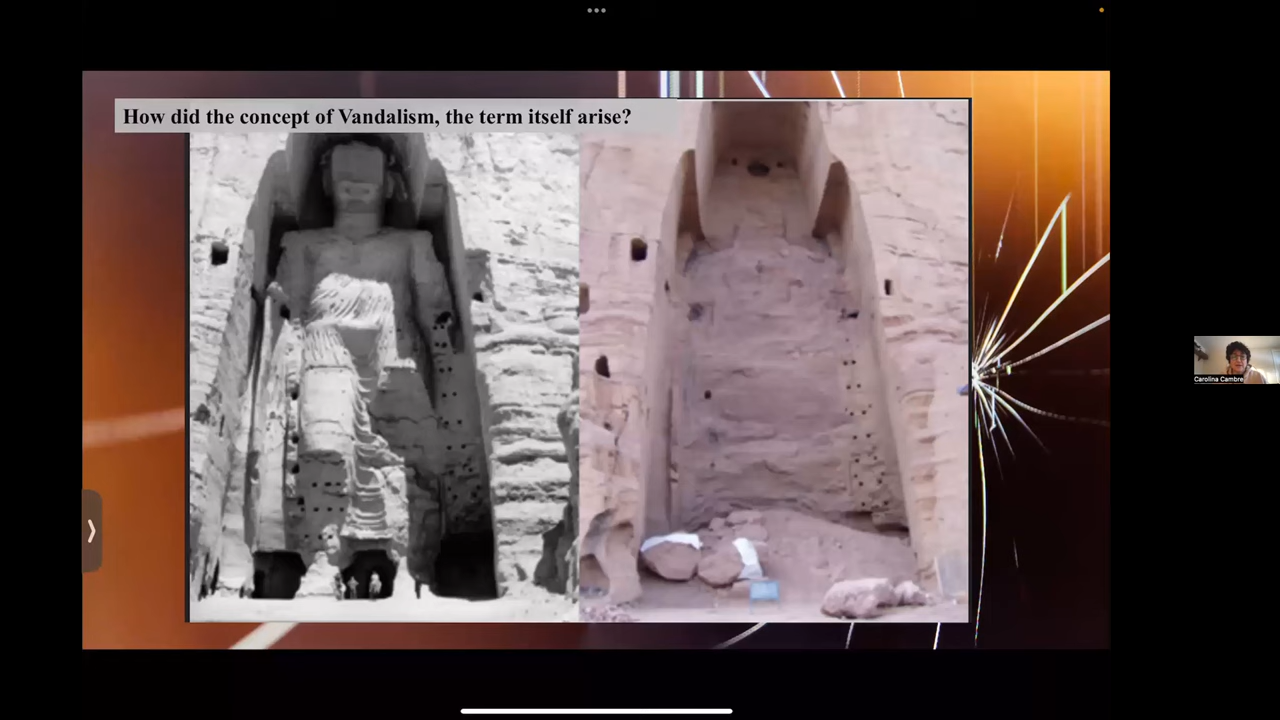 How did the concept of Vandalism, the term itself arise?
Carolina Cambre